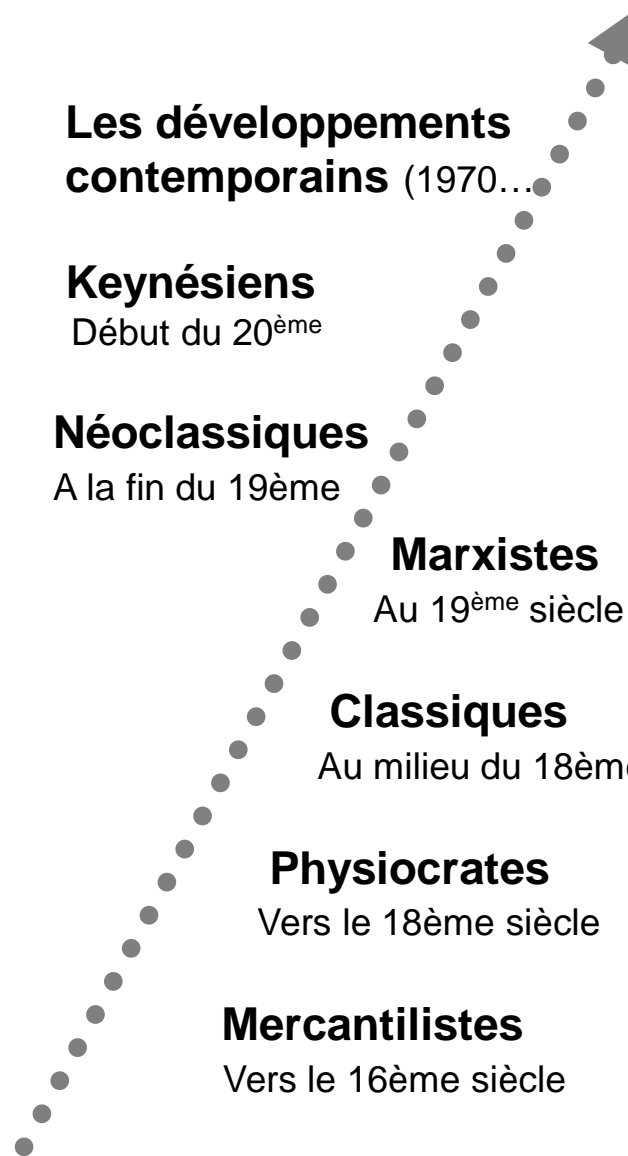 Les développements
contemporains (1970…
Keynésiens
Début du 20ème
Néoclassiques
A la fin du 19ème
Marxistes
Au 19ème siècle
Classiques
Au milieu du 18ème
Physiocrates
Vers le 18ème siècle
Mercantilistes
Vers le 16ème siècle